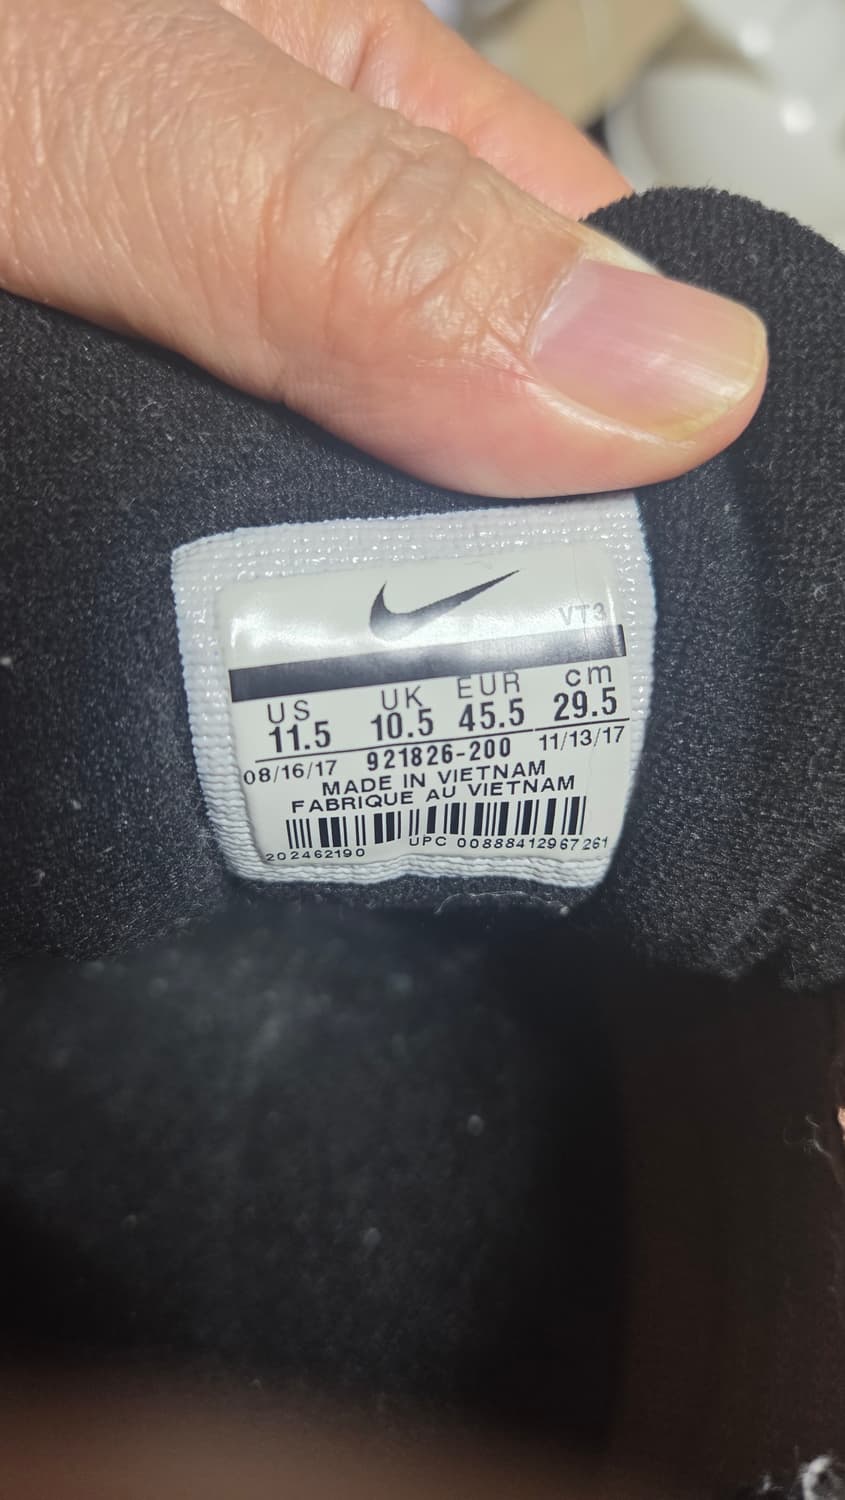 VT3
US UK EUR cm
11.5 10.5 45.5 29.5
08/16/17 921826-200 11/13/17
MADE IN VIETNAM
FABRIQUE AU VIETNAM
202462190 UPC 00888412967261